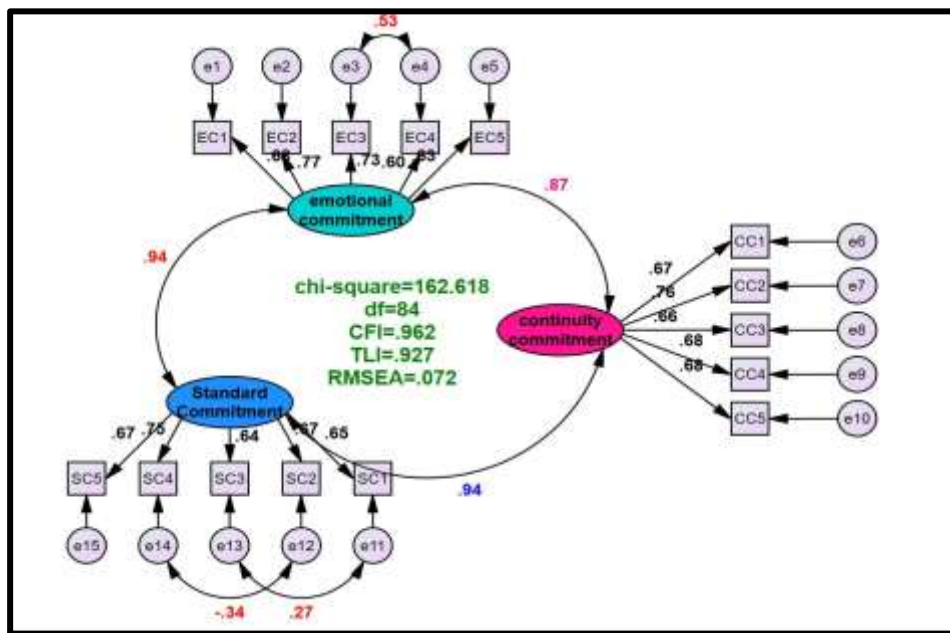 .53
e1 e2 e3 e4 e5
EC1 EC2 EC3 EC4 EC5
.77 .73 .60 .83
emotional
commitment
.87
.94
CC1 e6
.67
CC2 e7
.76
.66
CC3 e8
.68
CC4 e9
.68
CC5 e10
chi-square=162.618
df=84
CFI=.962
TLI=.927
RMSEA=.072
continuity
commitment
Standard
Commitment
.67 .75 .64 .67 .65
SC5 SC4 SC3 SC2 SC1
.94
e15 e14 e13 e12 e11
-.34 .27